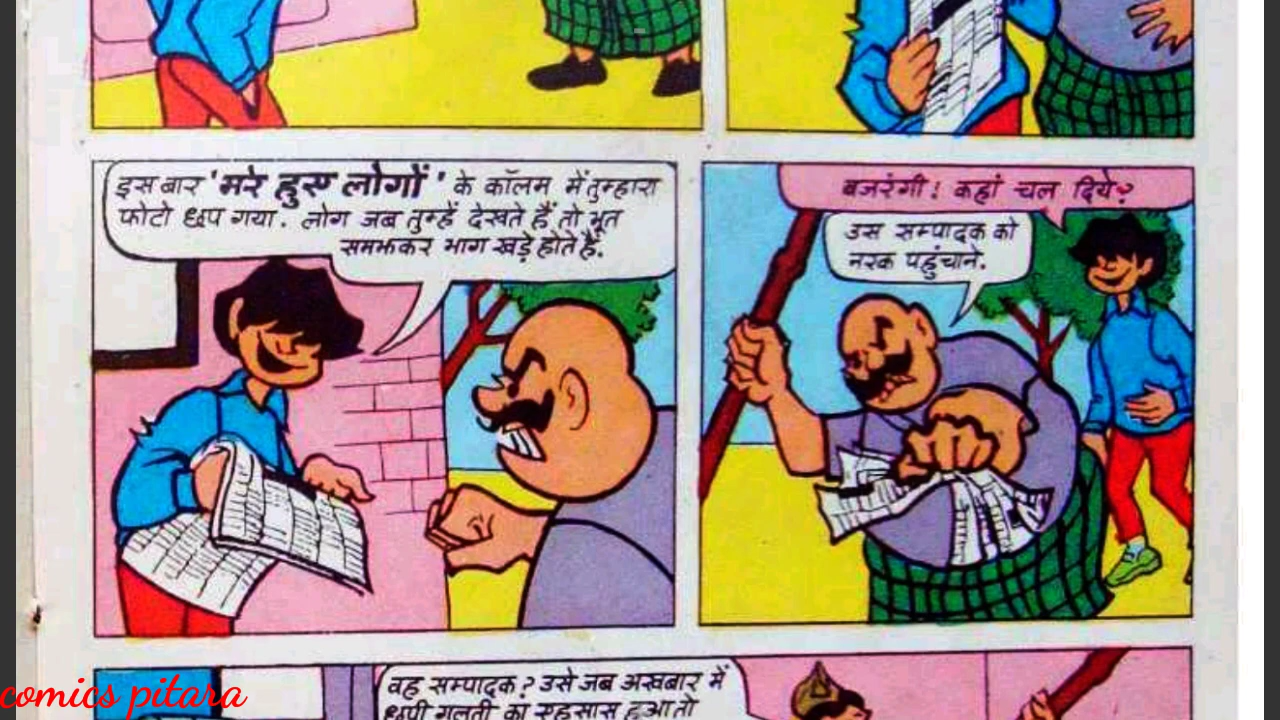 इस बार 'मरे हुए लोगों' के कॉलम में तुम्हारा
फोटो छप गया. लोग जब तुम्हें देखते हैं तो भूत
समझकर भाग खड़े होते हैं.
बजरंगी! कहां चल दिये?
उस सम्पादक को
नरक पहुंचाने.
वह सम्पादक? उसे जब अखबार में
छपी गलती का एहसास हुआ तो
comics pitara